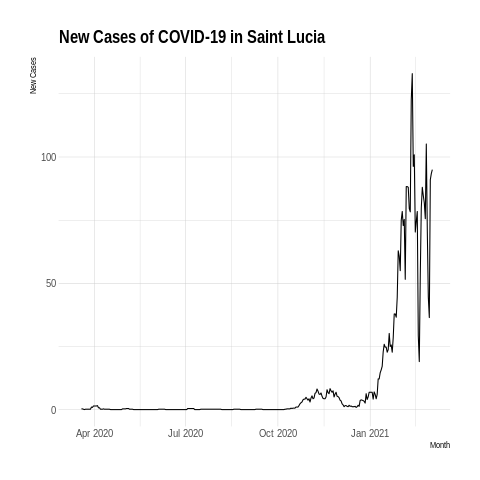 New Cases of COVID-19 in Saint Lucia
New Cases
100
50
0
Apr 2020 Jul 2020 Oct 2020 Jan 2021
Month